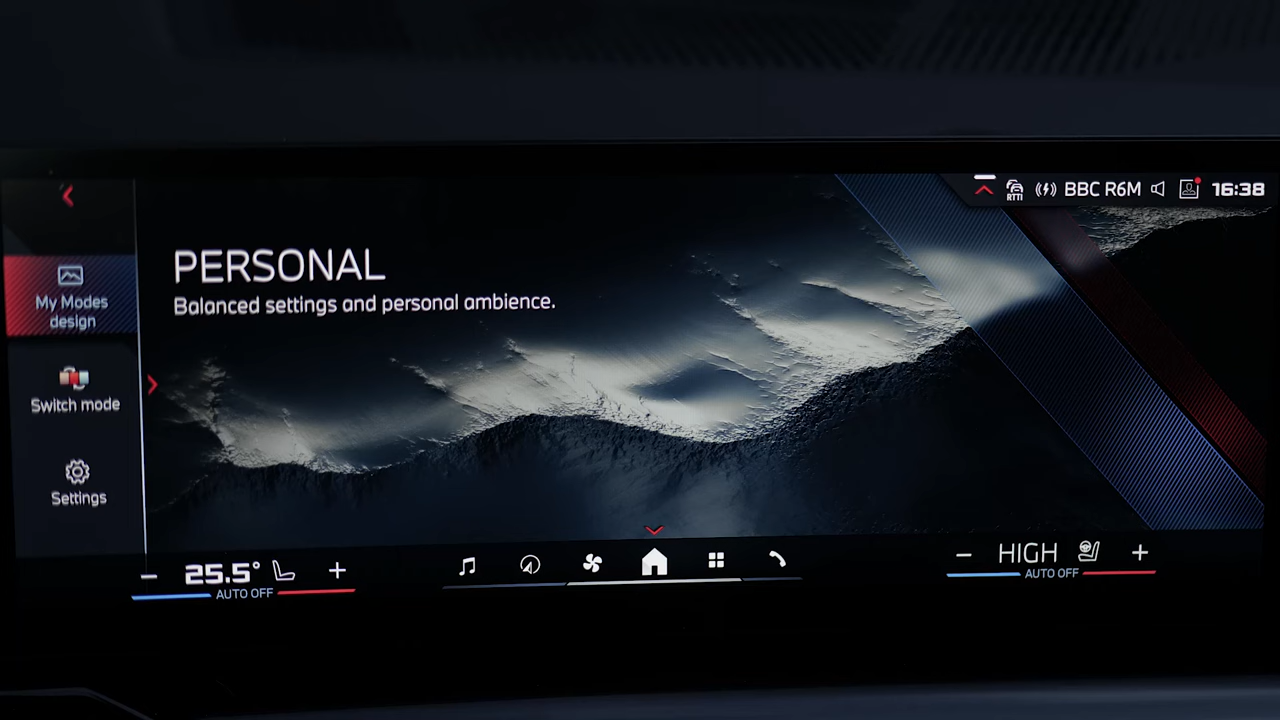 RTTI
BBC R6M
16:38
PERSONAL
Balanced settings and personal ambience.
My Modes
design
Switch mode
Settings
25.5°
AUTO OFF
HIGH
AUTO OFF